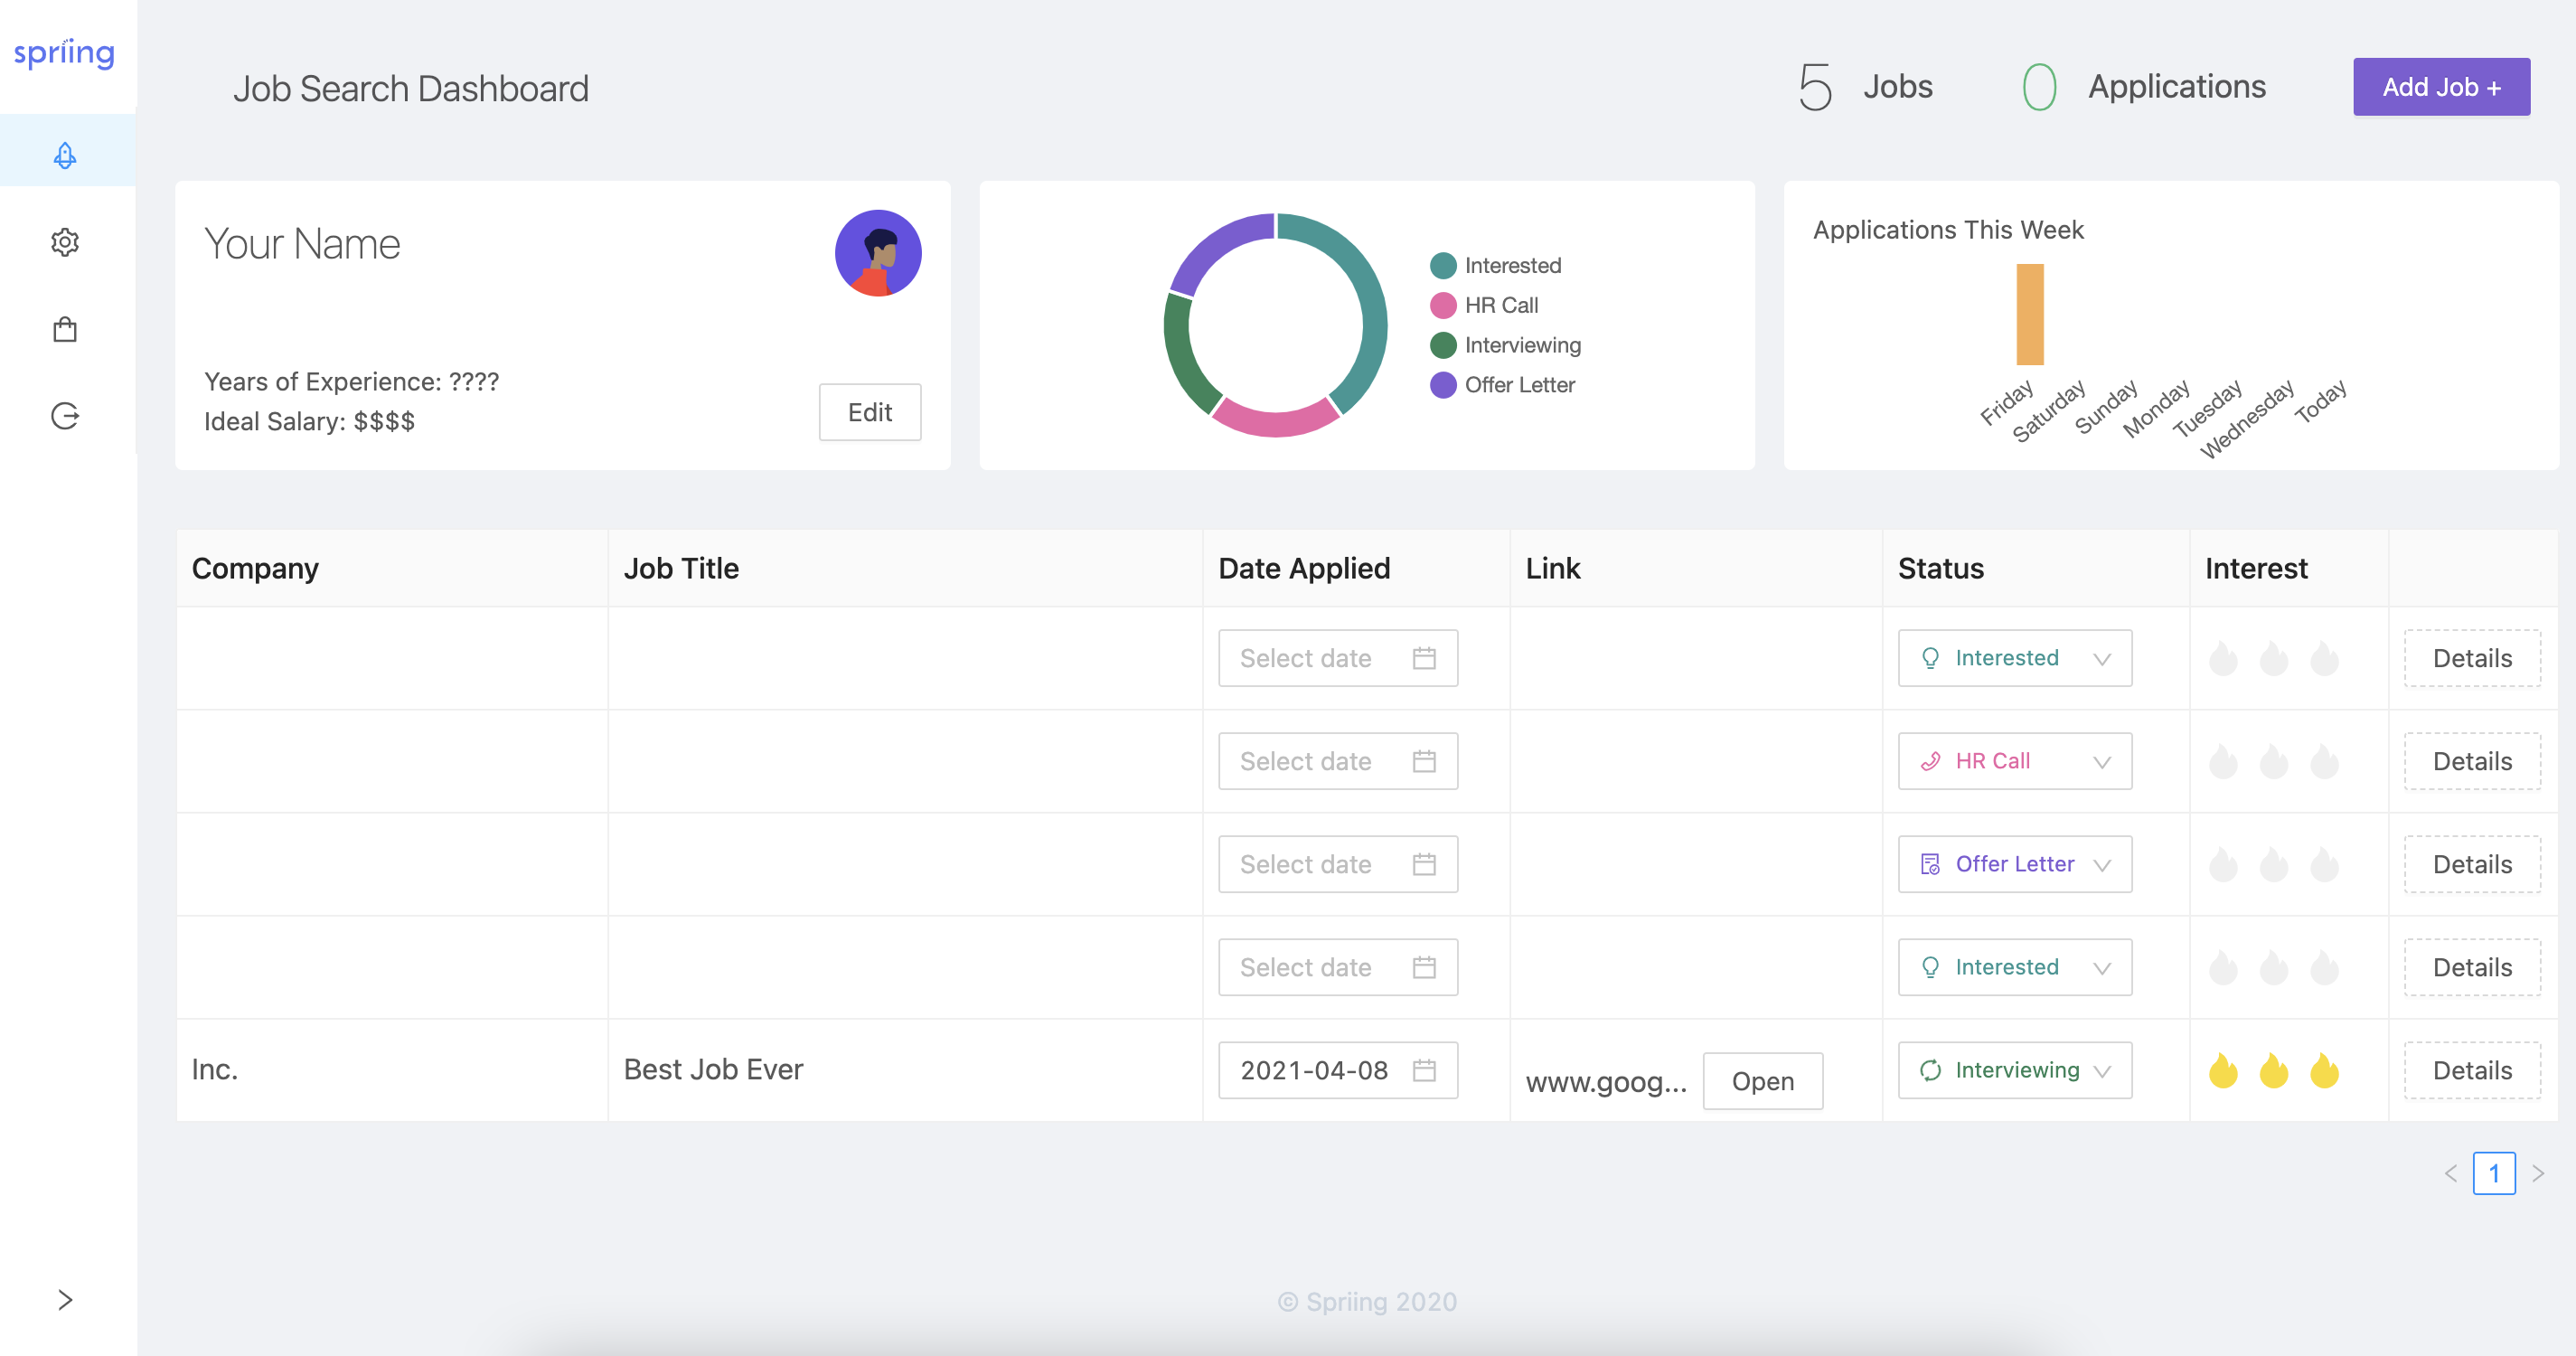 spriing
Job Search Dashboard
5 Jobs
0 Applications
Add Job +
Your Name
Years of Experience: ????
Ideal Salary: $$$$
Edit
Interested
HR Call
Interviewing
Offer Letter
Applications This Week
Friday
Saturday
Sunday
Monday
Tuesday
Wednesday
Today
Company Job Title Date Applied Link Status Interest
Select date Interested Details
Select date HR Call Details
Select date Offer Letter Details
Select date Interested Details
Inc. Best Job Ever 2021-04-08 www.goog... Open Interviewing Details
< 1 >
© Spriing 2020